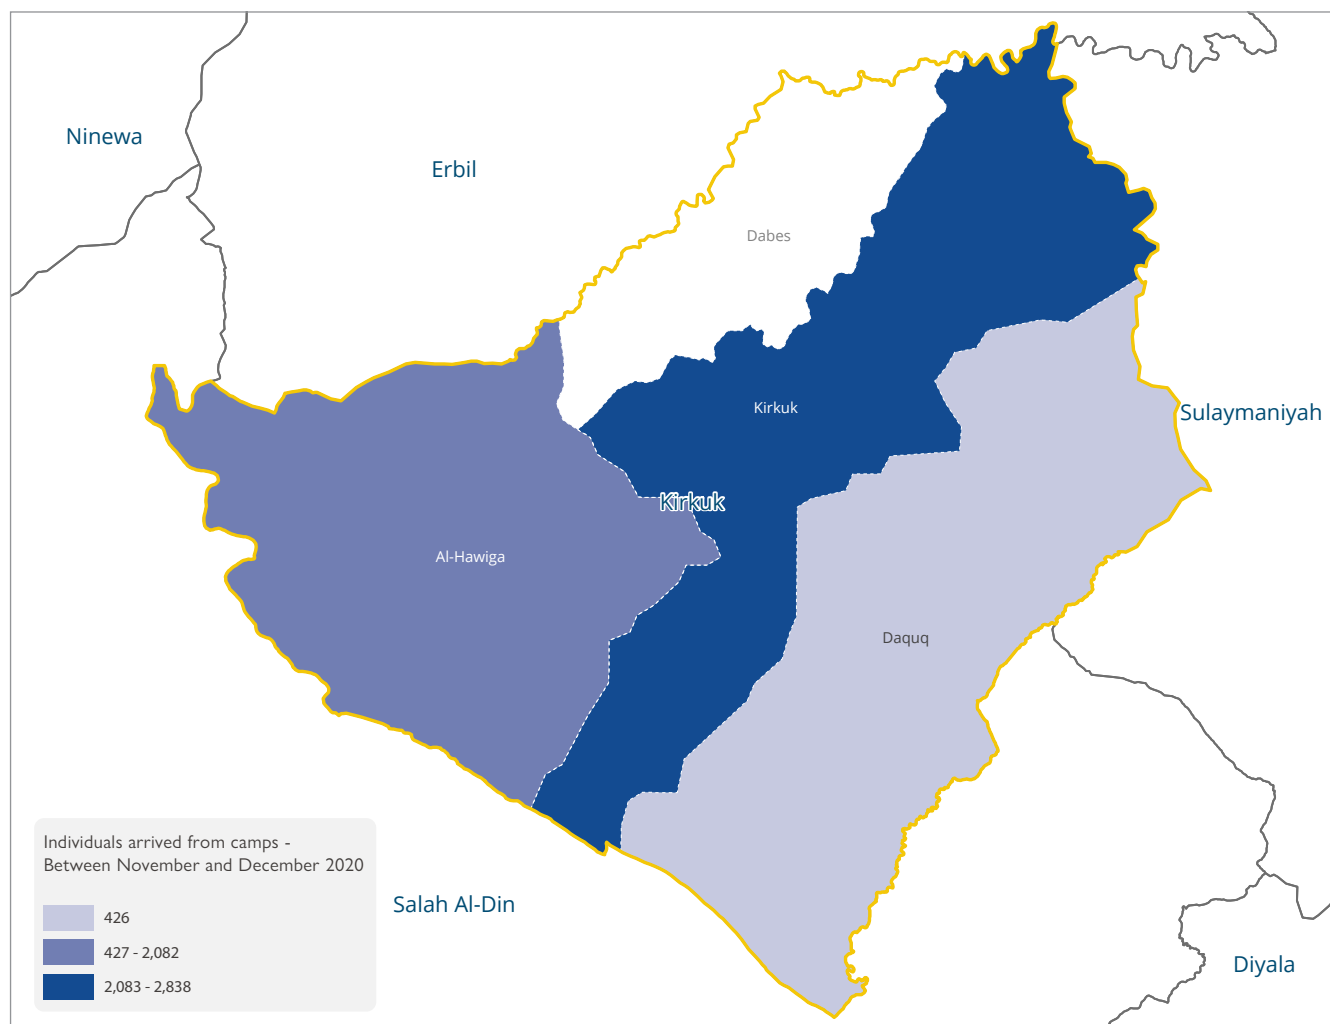 Ninewa
Erbil
Dabes
Kirkuk
Sulaymaniyah
Kirkuk
Al-Hawiga
Daquq
Individuals arrived from camps -
Between November and December 2020
426
427 - 2,082
2,083 - 2,838
Salah Al-Din
Diyala